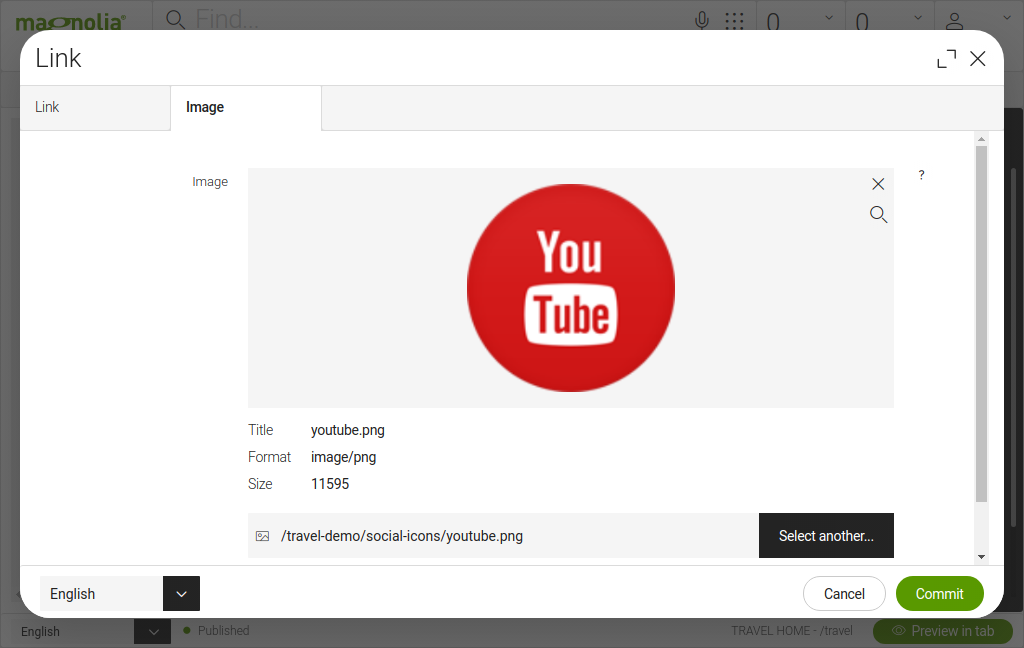 magnolia®
Find...
0
0
Link
Link
Image
Image
?
You
Tube
Title youtube.png
Format image/png
Size 11595
/travel-demo/social-icons/youtube.png
Select another...
English
Cancel
Commit
English
Published
TRAVEL HOME - /travel
Preview in tab